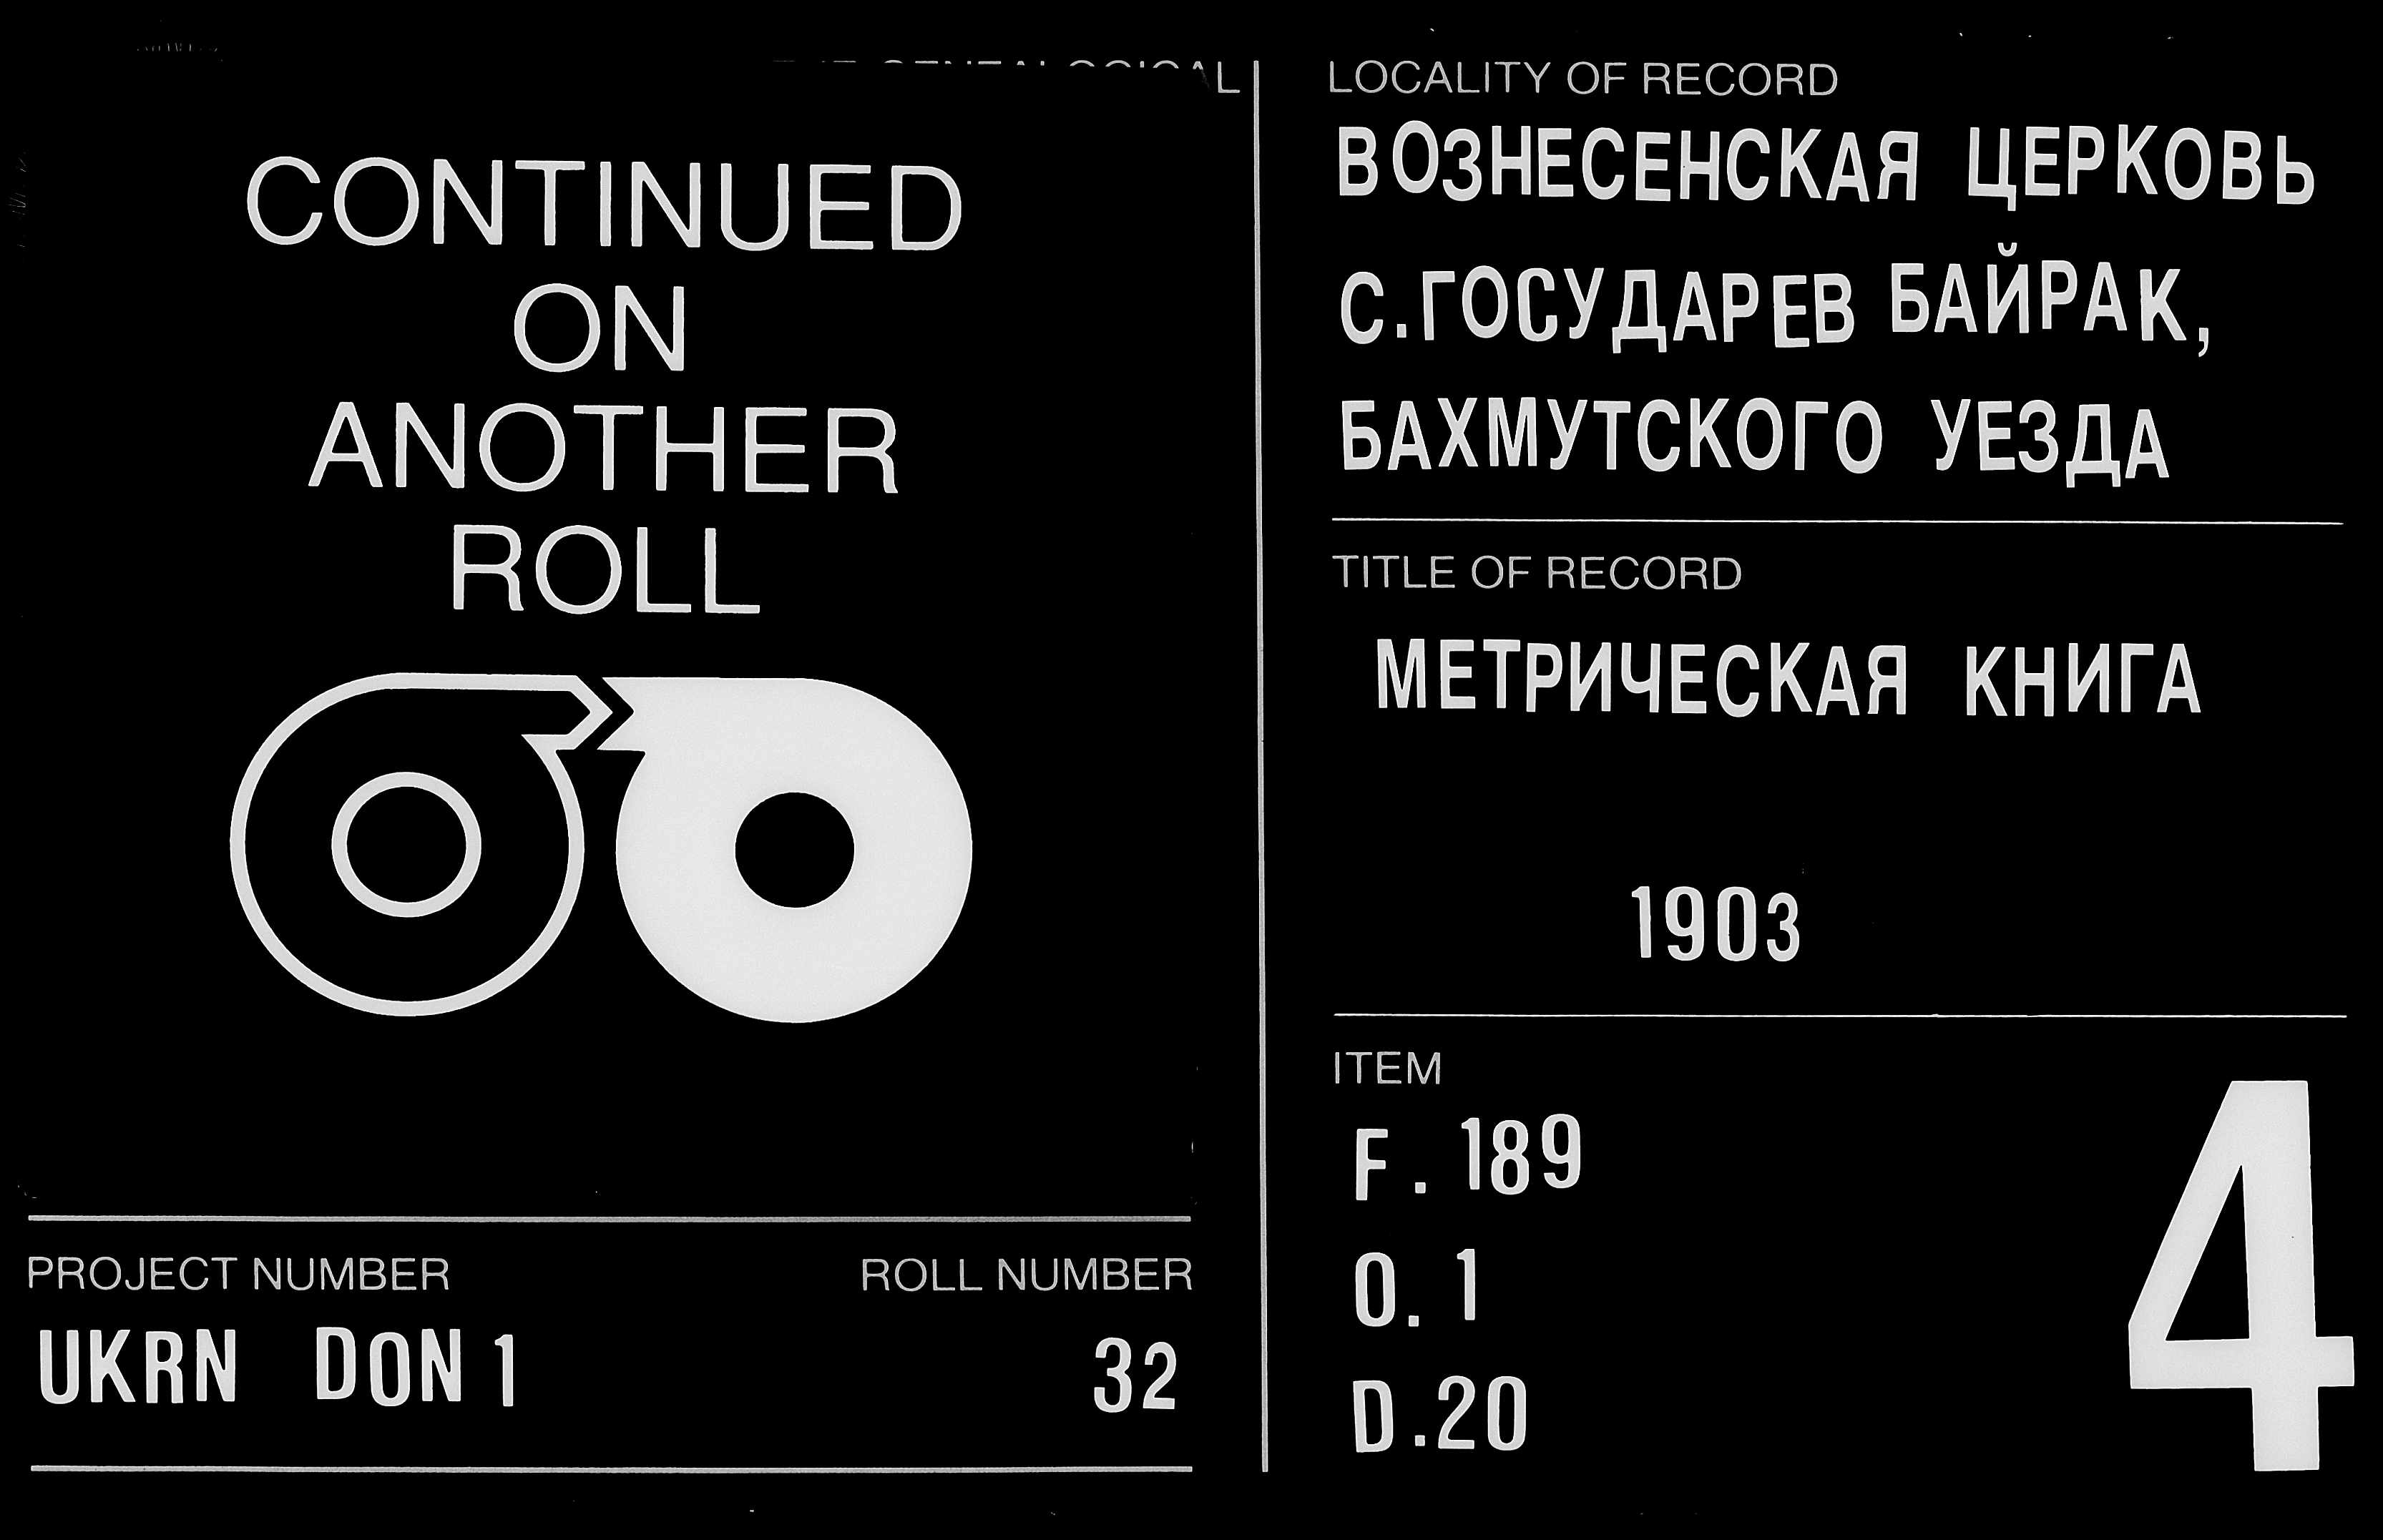 CONTINUED
ON
ANOTHER
ROLL
PROJECT NUMBER
ROLL NUMBER
UKRN DON 1
32
LOCALITY OF RECORD
ВОЗНЕСЕНСКАЯ ЦЕРКОВЬ
С.ГОСУДАРЕВ БАЙРАК,
БАХМУТСКОГО УЕЗДА
TITLE OF RECORD
МЕТРИЧЕСКАЯ КНИГА
1903
ITEM
F. 189
O. 1
D.20
4